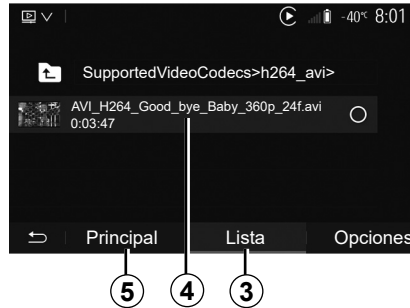 -40°C 8:01
SupportedVideoCodecs>h264_avi>
AVI_H264_Good_bye_Baby_360p_24f.avi
0:03:47
Principal Lista Opciones
5 4 3